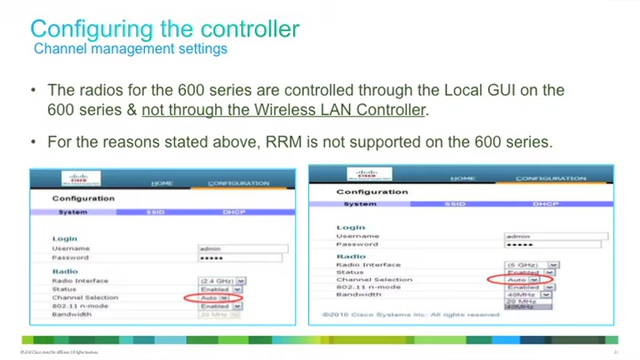 Configuring the controller
Channel management settings
• The radios for the 600 series are controlled through the Local GUI on the
600 series & not through the Wireless LAN Controller.
• For the reasons stated above, RRM is not supported on the 600 series.
CISCO
HOME
CONFIGURATION
Configuration
System
SSID
DHCP
Login
Username admin
Password •••••
Radio
Radio Interface (2.4 GHz)
Status Enabled
Channel Selection Auto
802.11 n-mode Enabled
Bandwidth 20 MHz
CISCO
HOME
CONFIGURATION
Configuration
System
SSID
DHCP
Login
Username admin
Password •••••
Radio
Radio Interface (5 GHz)
Status Enabled
Channel Selection Auto
802.11 n-mode Enabled
Bandwidth 40MHz
20 MHz
40MHz
©2010 Cisco Systems Inc. All rights reserved